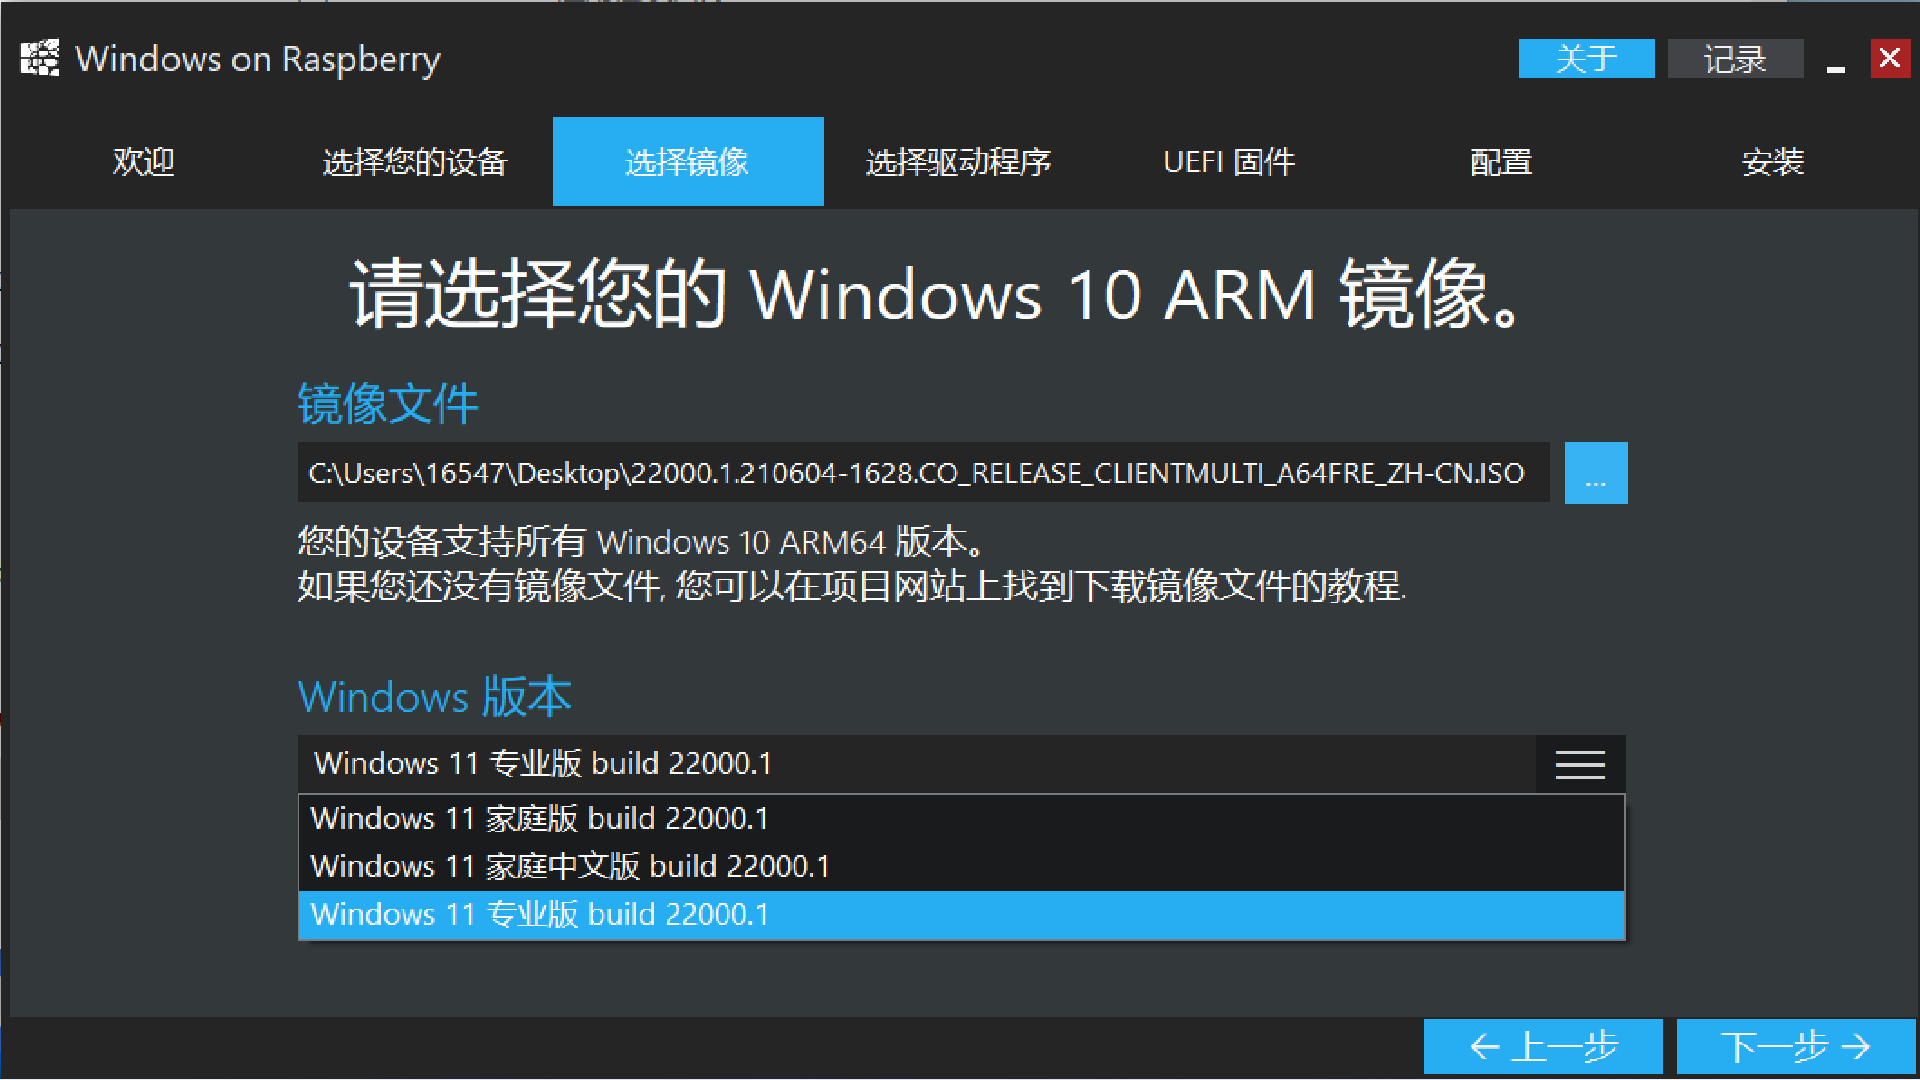 Windows on Raspberry
关于
记录
欢迎
选择您的设备
选择镜像
选择驱动程序
UEFI 固件
配置
安装
请选择您的 Windows 10 ARM 镜像。
镜像文件
C:\Users\16547\Desktop\22000.1.210604-1628.CO_RELEASE_CLIENTMULTI_A64FRE_ZH-CN.ISO
...
您的设备支持所有 Windows 10 ARM64 版本。
如果您还没有镜像文件, 您可以在项目网站上找到下载镜像文件的教程.
Windows 版本
Windows 11 专业版 build 22000.1
Windows 11 家庭版 build 22000.1
Windows 11 家庭中文版 build 22000.1
Windows 11 专业版 build 22000.1
← 上一步
下一步 →